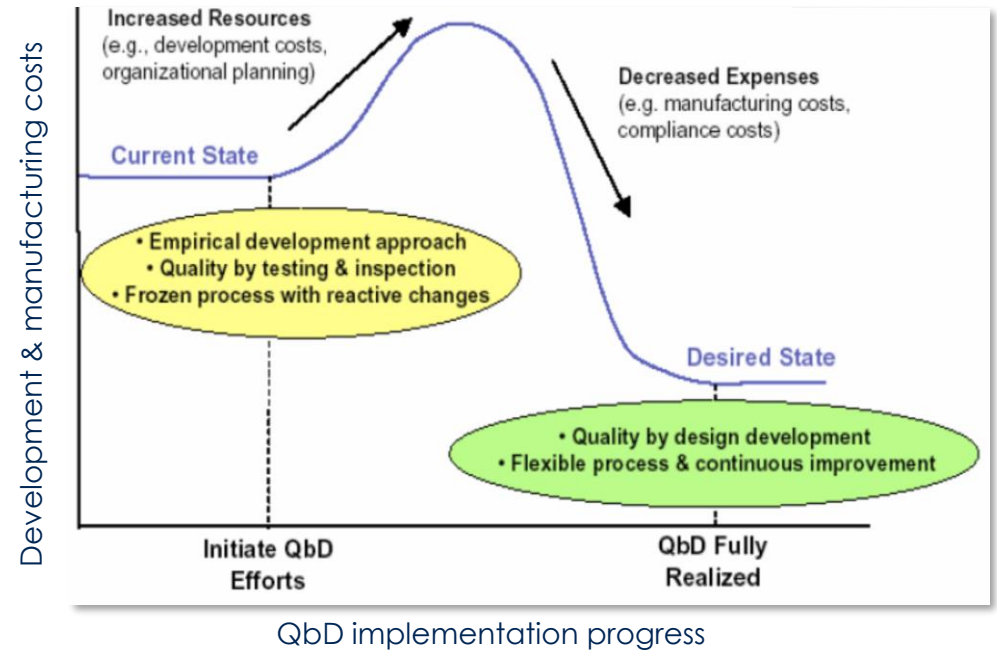 Increased Resources
(e.g., development costs,
organizational planning)
Decreased Expenses
(e.g. manufacturing costs,
compliance costs)
Current State
• Empirical development approach
• Quality by testing & inspection
• Frozen process with reactive changes
Desired State
• Quality by design development
• Flexible process & continuous improvement
Initiate QbD
Efforts
QbD Fully
Realized
Development & manufacturing costs
QbD implementation progress